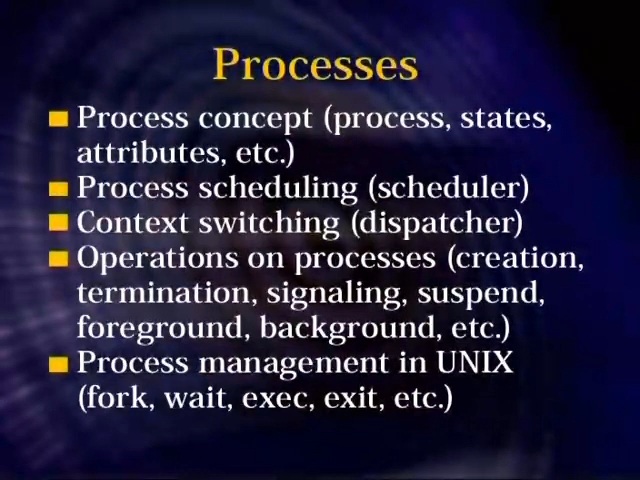 Processes
Process concept (process, states,
attributes, etc.)
Process scheduling (scheduler)
Context switching (dispatcher)
Operations on processes (creation,
termination, signaling, suspend,
foreground, background, etc.)
Process management in UNIX
(fork, wait, exec, exit, etc.)